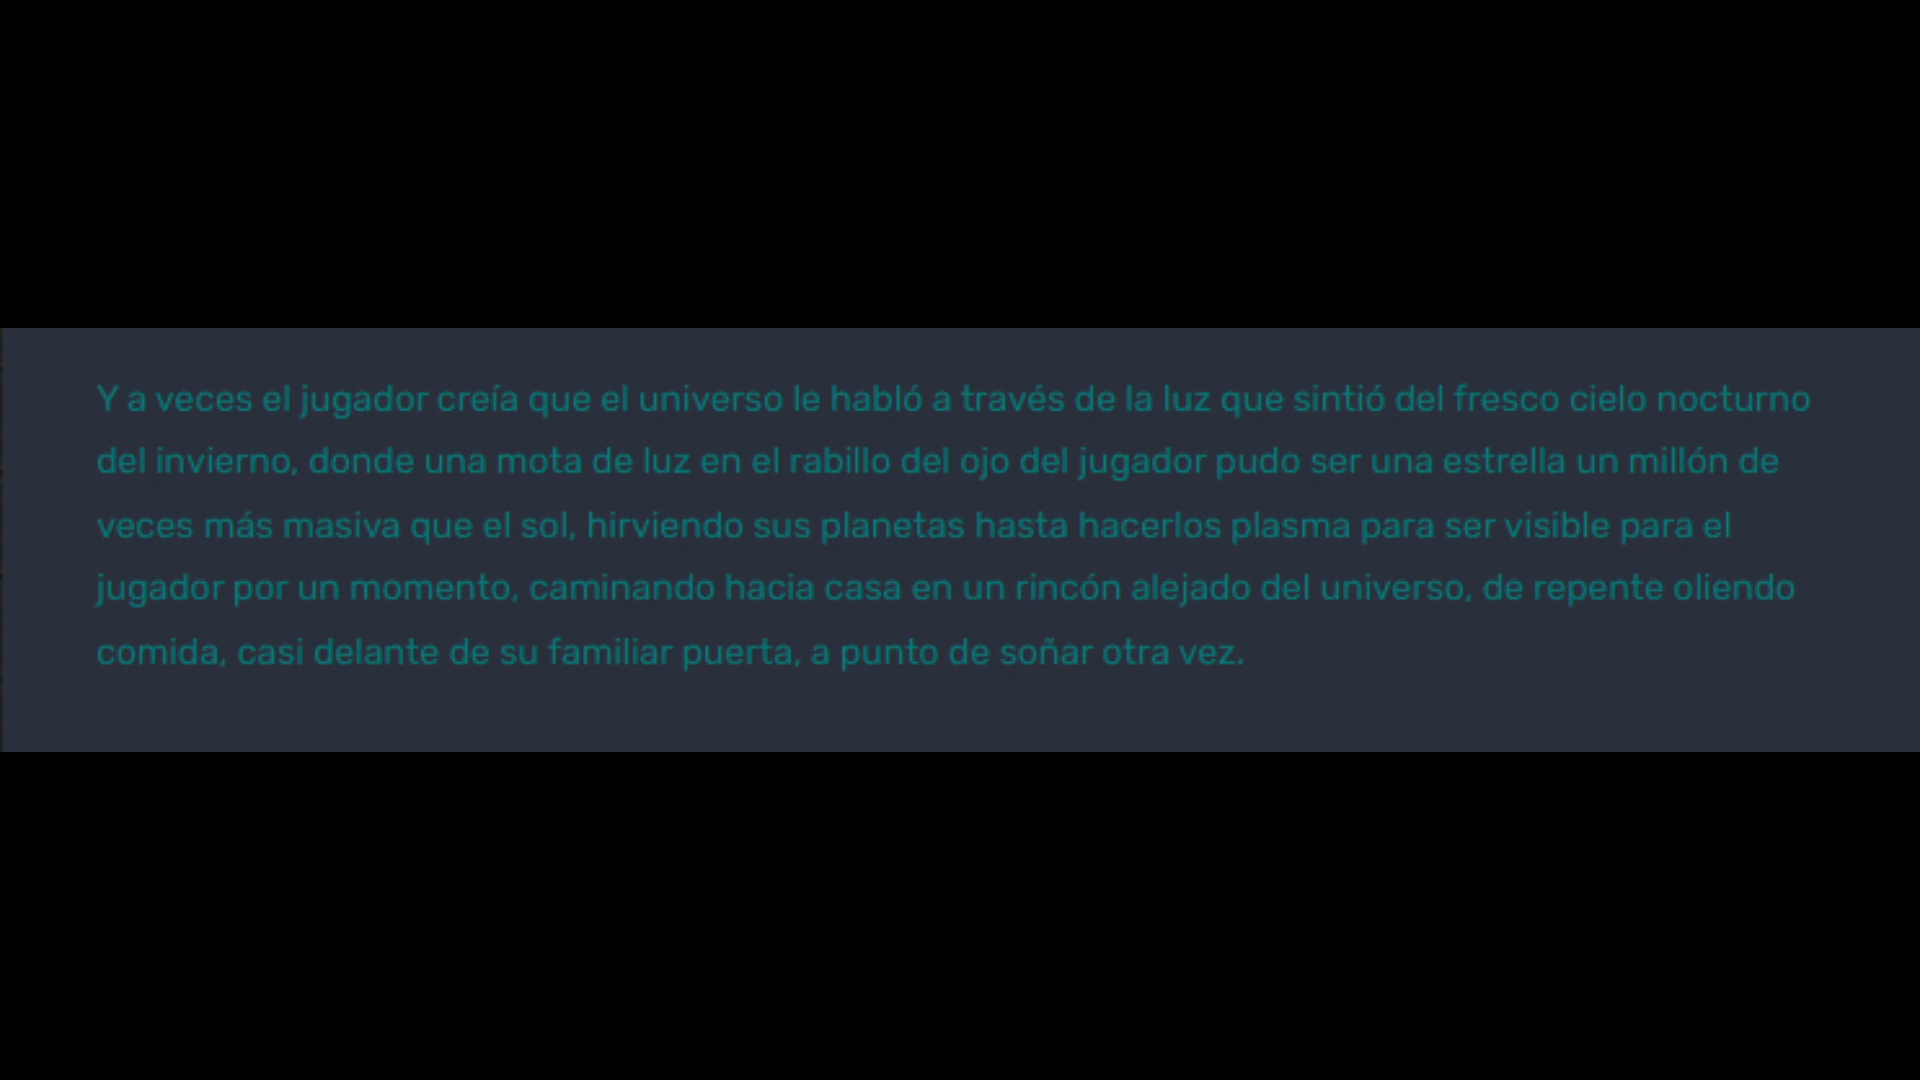 Y a veces el jugador creía que el universo le habló a través de la luz que sintió del fresco cielo nocturno
del invierno, donde una mota de luz en el rabillo del ojo del jugador pudo ser una estrella un millón de
veces más masiva que el sol, hirviendo sus planetas hasta hacerlos plasma para ser visible para el
jugador por un momento, caminando hacia casa en un rincón alejado del universo, de repente oliendo
comida, casi delante de su familiar puerta, a punto de soñar otra vez.